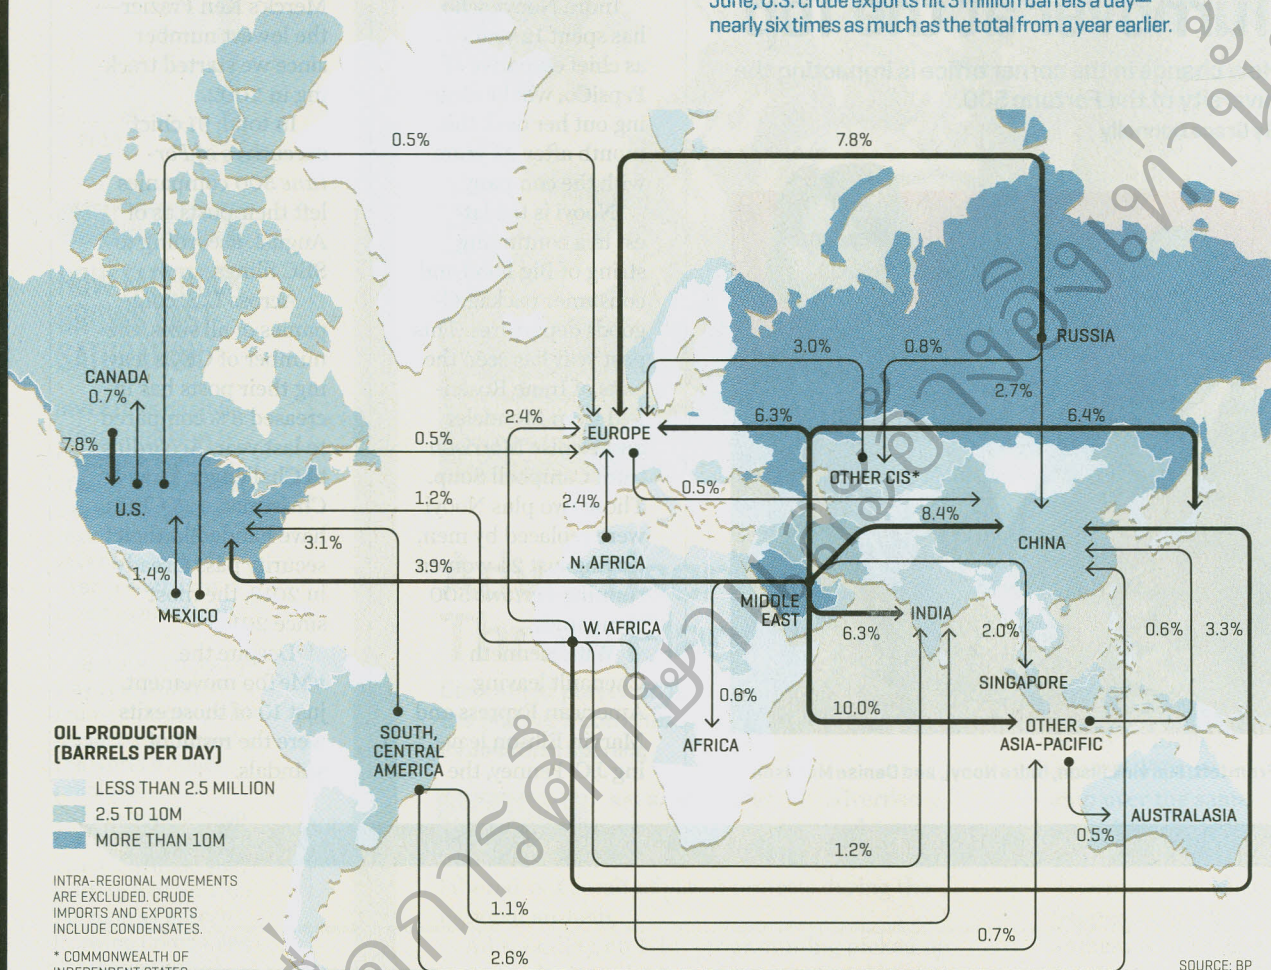 June, U.S. crude exports hit 3 million barrels a day—
nearly six times as much as the total from a year earlier.
0.5%
7.8%
RUSSIA
3.0%
0.8%
2.7%
CANADA
0.7%
7.8%
2.4%
0.5%
EUROPE
6.3%
6.4%
OTHER CIS*
0.5%
U.S.
1.2%
2.4%
8.4%
3.1%
CHINA
N. AFRICA
3.9%
1.4%
MEXICO
MIDDLE
EAST
INDIA
W. AFRICA
6.3%
2.0%
0.6%
3.3%
SINGAPORE
0.6%
10.0%
OTHER
ASIA-PACIFIC
AFRICA
SOUTH,
CENTRAL
AMERICA
AUSTRALASIA
0.5%
1.2%
1.1%
0.7%
2.6%
OIL PRODUCTION
(BARRELS PER DAY)
LESS THAN 2.5 MILLION
2.5 TO 10M
MORE THAN 10M
INTRA-REGIONAL MOVEMENTS
ARE EXCLUDED. CRUDE
IMPORTS AND EXPORTS
INCLUDE CONDENSATES.
* COMMONWEALTH OF
INDEPENDENT STATES
SOURCE: BP